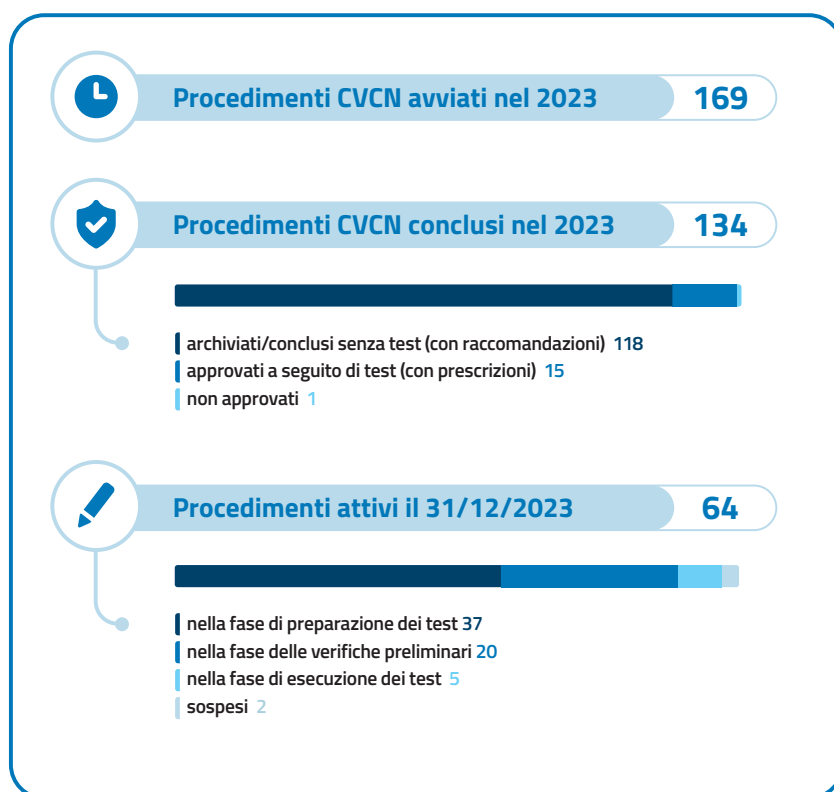 Procedimenti CVCN avviati nel 2023 169
Procedimenti CVCN conclusi nel 2023 134
archiviati/conclusi senza test (con raccomandazioni) 118
approvati a seguito di test (con prescrizioni) 15
non approvati 1
Procedimenti attivi il 31/12/2023 64
nella fase di preparazione dei test 37
nella fase delle verifiche preliminari 20
nella fase di esecuzione dei test 5
sospesi 2